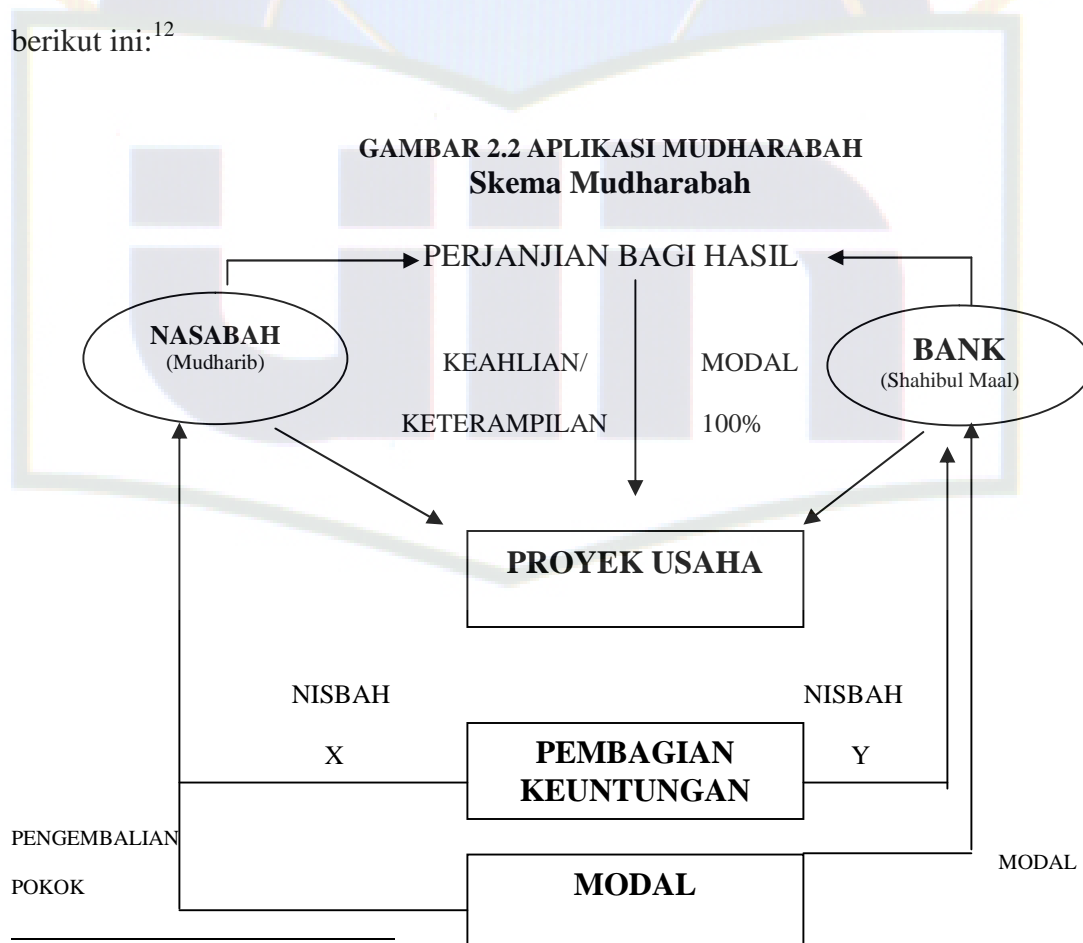 berikut ini:12
GAMBAR 2.2 APLIKASI MUDHARABAH
Skema Mudharabah
PERJANJIAN BAGI HASIL
NASABAH
(Mudharib)
KEAHLIAN/
KETERAMPILAN
MODAL
100%
BANK
(Shahibul Maal)
PROYEK USAHA
NISBAH
X
PEMBAGIAN
KEUNTUNGAN
NISBAH
Y
PENGEMBALIAN
POKOK
MODAL
MODAL
uin